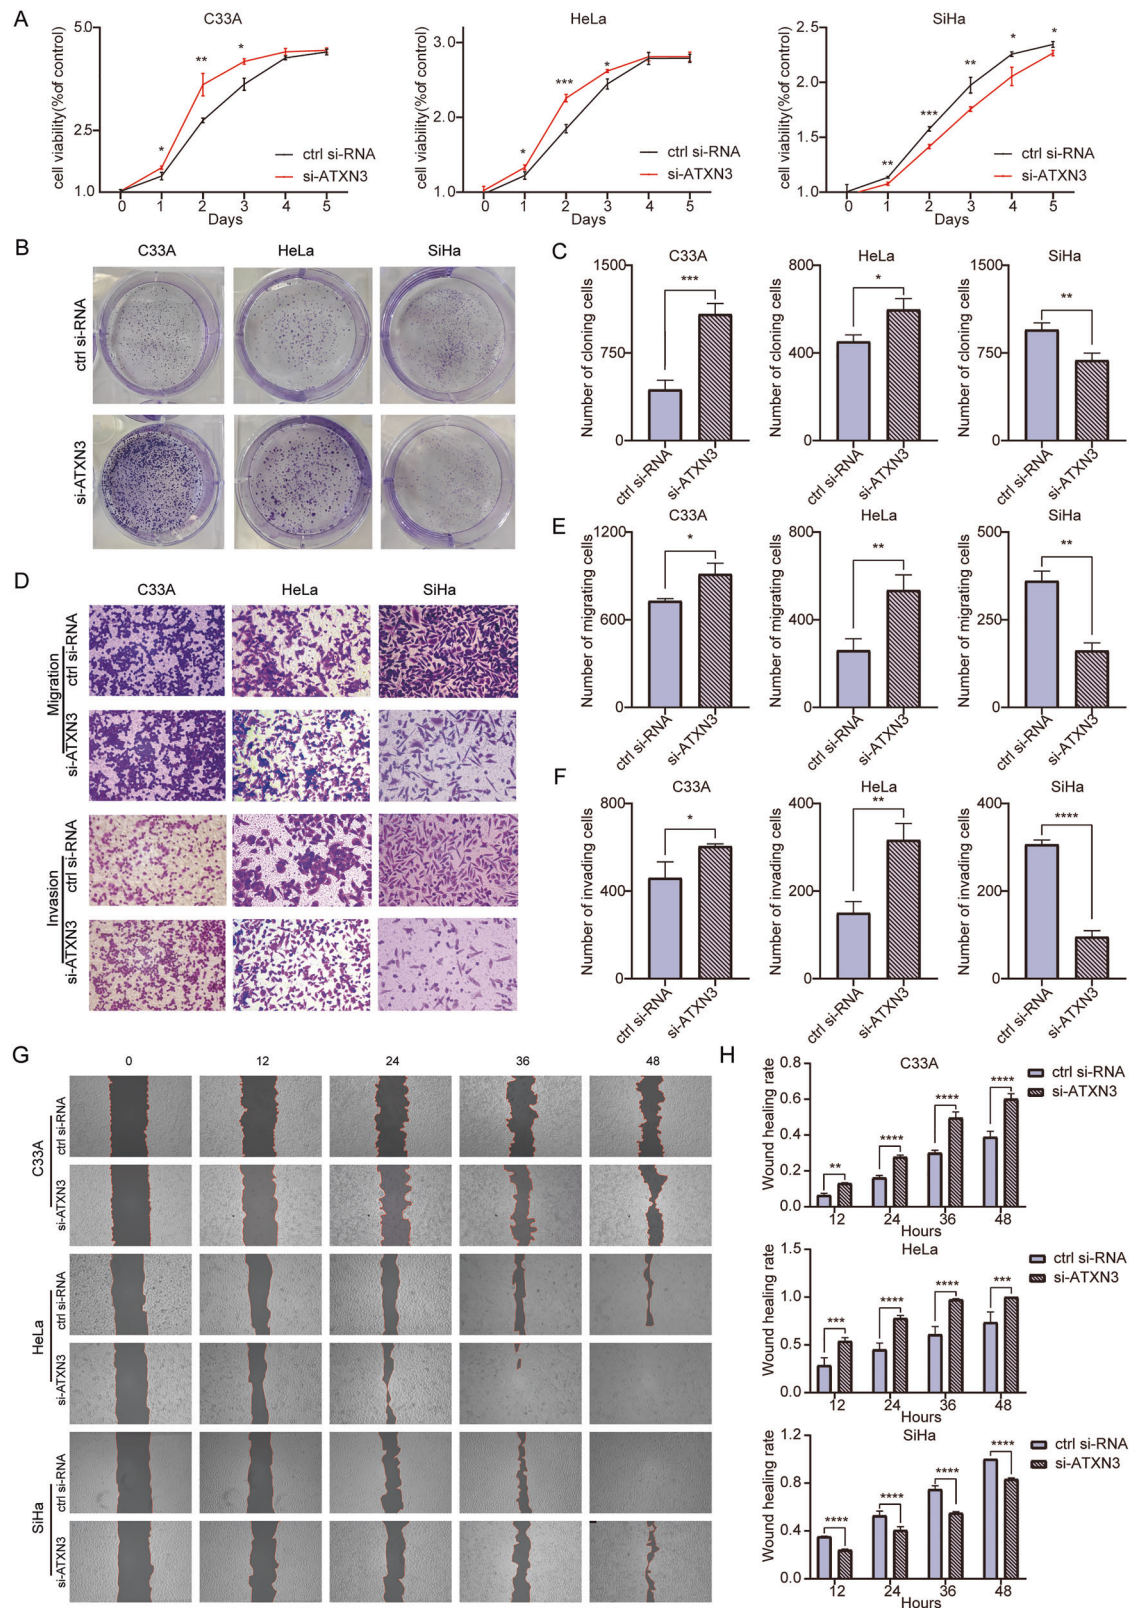 A
C33A
HeLa
SiHa
cell viability(%of control)
5.0
2.5
1.0
**
*
*
ctrl si-RNA
si-ATXN3
0 1 2 3 4 5
Days
cell viability(%of control)
3.0
2.0
1.0
***
*
*
ctrl si-RNA
si-ATXN3
0 1 2 3 4 5
Days
cell viability(%of control)
2.5
2.0
1.5
1.0
*
*
**
***
**
ctrl si-RNA
si-ATXN3
0 1 2 3 4 5
Days
B
C33A HeLa SiHa
ctrl si-RNA
si-ATXN3
C
C33A
Number of cloning cells
1500
750
0
***
ctrl si-RNA
si-ATXN3
HeLa
Number of cloning cells
800
400
0
*
ctrl si-RNA
si-ATXN3
SiHa
Number of cloning cells
1500
750
0
**
ctrl si-RNA
si-ATXN3
D
C33A HeLa SiHa
Migration
ctrl si-RNA
si-ATXN3
Invasion
ctrl si-RNA
si-ATXN3
E
C33A
Number of migrating cells
1200
600
0
*
ctrl si-RNA
si-ATXN3
HeLa
Number of migrating cells
800
400
0
**
ctrl si-RNA
si-ATXN3
SiHa
Number of migrating cells
500
250
0
**
ctrl si-RNA
si-ATXN3
F
C33A
Number of invading cells
800
400
0
*
ctrl si-RNA
si-ATXN3
HeLa
Number of invading cells
400
200
0
**
ctrl si-RNA
si-ATXN3
SiHa
Number of invading cells
400
200
0
****
ctrl si-RNA
si-ATXN3
G
0 12 24 36 48
C33A
ctrl si-RNA
si-ATXN3
HeLa
ctrl si-RNA
si-ATXN3
SiHa
ctrl si-RNA
si-ATXN3
H
C33A
Wound healing rate
0.8
0.6
0.4
0.2
0.0
** **** **** ****
12 24 36 48
Hours
ctrl si-RNA
si-ATXN3
HeLa
Wound healing rate
1.5
1.0
0.5
0.0
*** **** **** ***
12 24 36 48
Hours
ctrl si-RNA
si-ATXN3
SiHa
Wound healing rate
1.2
0.8
0.4
0.0
**** **** **** ****
12 24 36 48
Hours
ctrl si-RNA
si-ATXN3